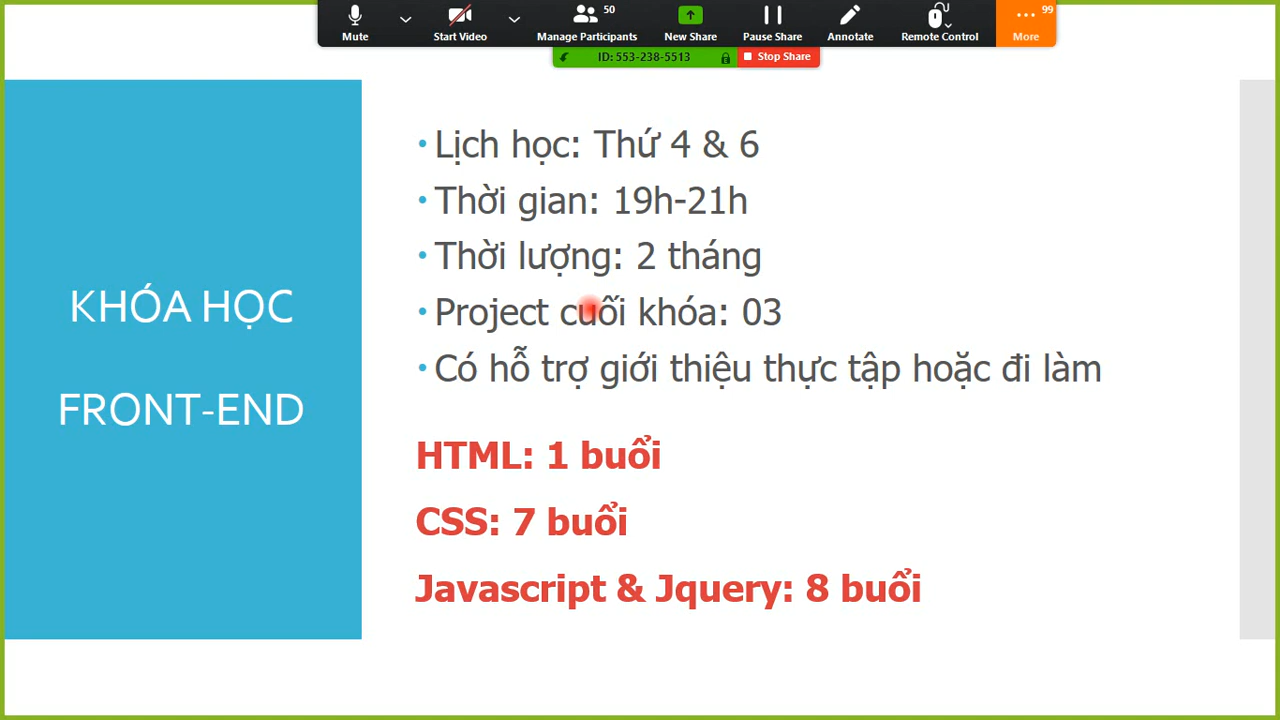 50
99
Mute
Start Video
Manage Participants
New Share
Pause Share
Annotate
Remote Control
More
ID: 553-238-5513
Stop Share
KHÓA HỌC
FRONT-END
• Lịch học: Thứ 4 & 6
• Thời gian: 19h-21h
• Thời lượng: 2 tháng
• Project cuối khóa: 03
• Có hỗ trợ giới thiệu thực tập hoặc đi làm
HTML: 1 buổi
CSS: 7 buổi
Javascript & Jquery: 8 buổi